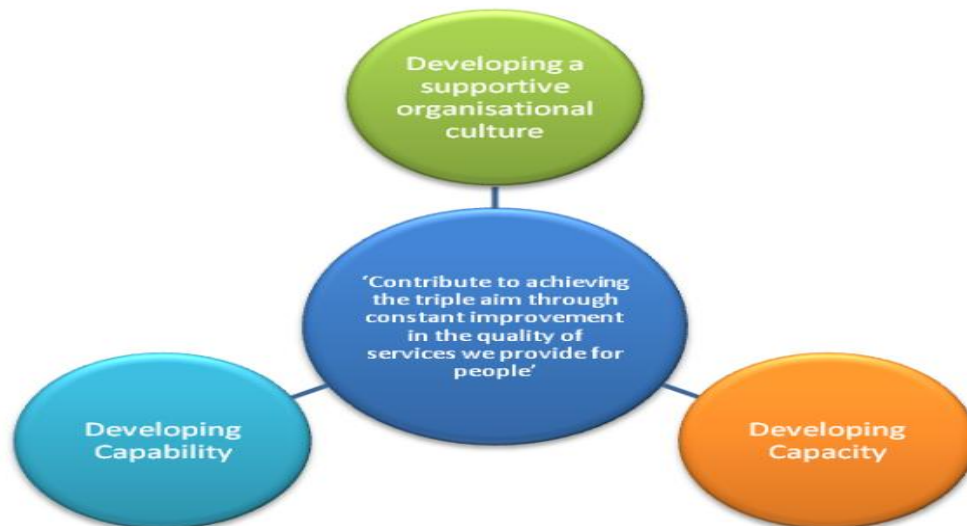 Developing a
supportive
organisational
culture
‘Contribute to achieving
the triple aim through
constant improvement
in the quality of
services we provide for
people’
Developing
Capability
Developing
Capacity